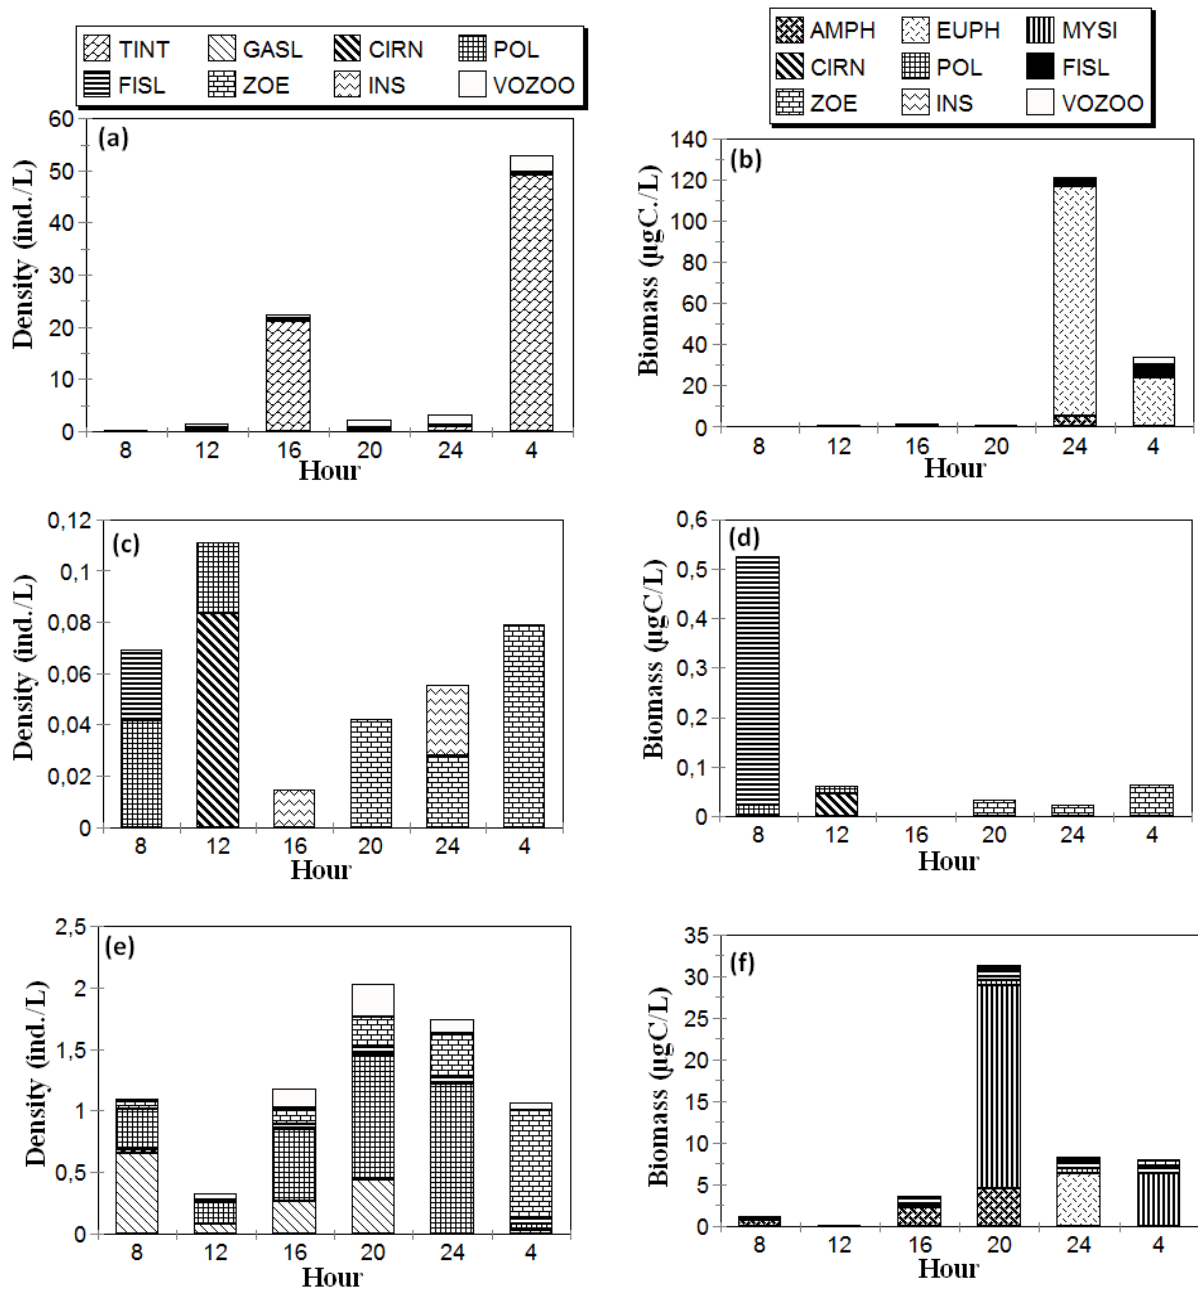 TINT GASL CIRN POL
FISL ZOE INS VOZOO
AMPH EUPH MYSI
CIRN POL FISL
ZOE INS VOZOO
(a)
Density (ind./L)
60
50
40
30
20
10
0
8 12 16 20 24 4
Hour
(b)
Biomass (µgC./L)
140
120
100
80
60
40
20
0
8 12 16 20 24 4
Hour
(c)
Density (ind./L)
0,12
0,1
0,08
0,06
0,04
0,02
0
8 12 16 20 24 4
Hour
(d)
Biomass (µgC/L)
0,6
0,5
0,4
0,3
0,2
0,1
0
8 12 16 20 24 4
Hour
(e)
Density (ind./L)
2,5
2
1,5
1
0,5
0
8 12 16 20 24 4
Hour
(f)
Biomass (µgC/L)
35
30
25
20
15
10
5
0
8 12 16 20 24 4
Hour